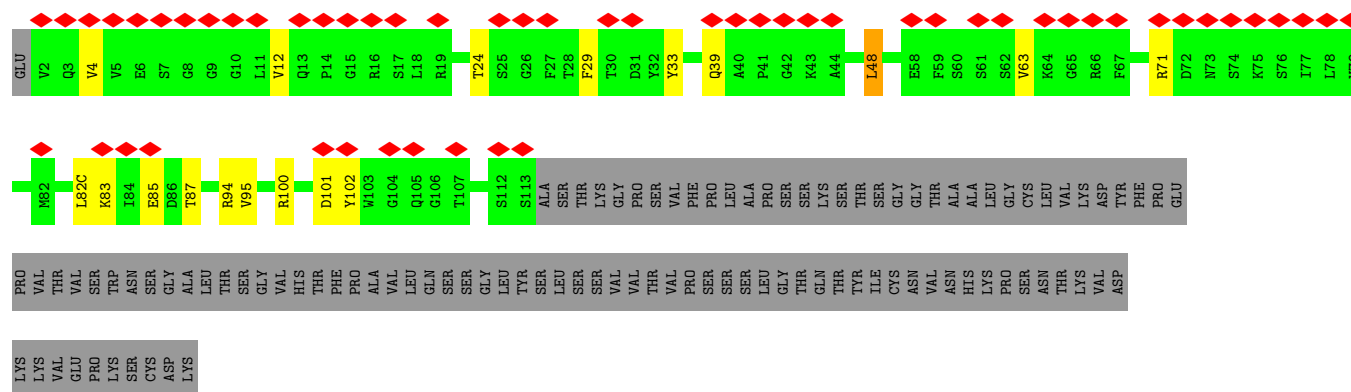 GLU V2 Q3 V4 V5 E6 S7 G8 G9 G10 L11 V12 Q13 P14 G15 R16 S17 L18 R19 T24 S25 G26 F27 T28 F29 T30 D31 Y32 Y33 Q39 A40 P41 G42 K43 A44 L48 E58 F59 S60 S61 S62 V63 K64 G65 R66 F67 R71 D72 N73 S74 K75 S76 I77 L78
M82 L82C K83 I84 E85 D86 T87 R94 V95 R100 D101 Y102 W103 G104 Q105 G106 T107 S112 S113 ALA SER THR LYS GLY PRO SER VAL PHE PRO LEU ALA PRO SER SER LYS SER THR SER GLY GLY THR ALA ALA LEU GLY CYS LEU VAL LYS ASP TYR PHE PRO GLU
PRO VAL THR VAL SER TRP ASN SER GLY ALA LEU THR SER GLY VAL HIS THR PHE PRO ALA VAL LEU GLN SER SER GLY LEU TYR SER LEU SER SER VAL VAL THR VAL PRO SER SER SER LEU GLY THR GLN THR TYR ILE CYS ASN VAL ASN HIS LYS PRO SER ASN THR LYS VAL ASP
LYS LYS VAL GLU PRO LYS SER CYS ASP LYS